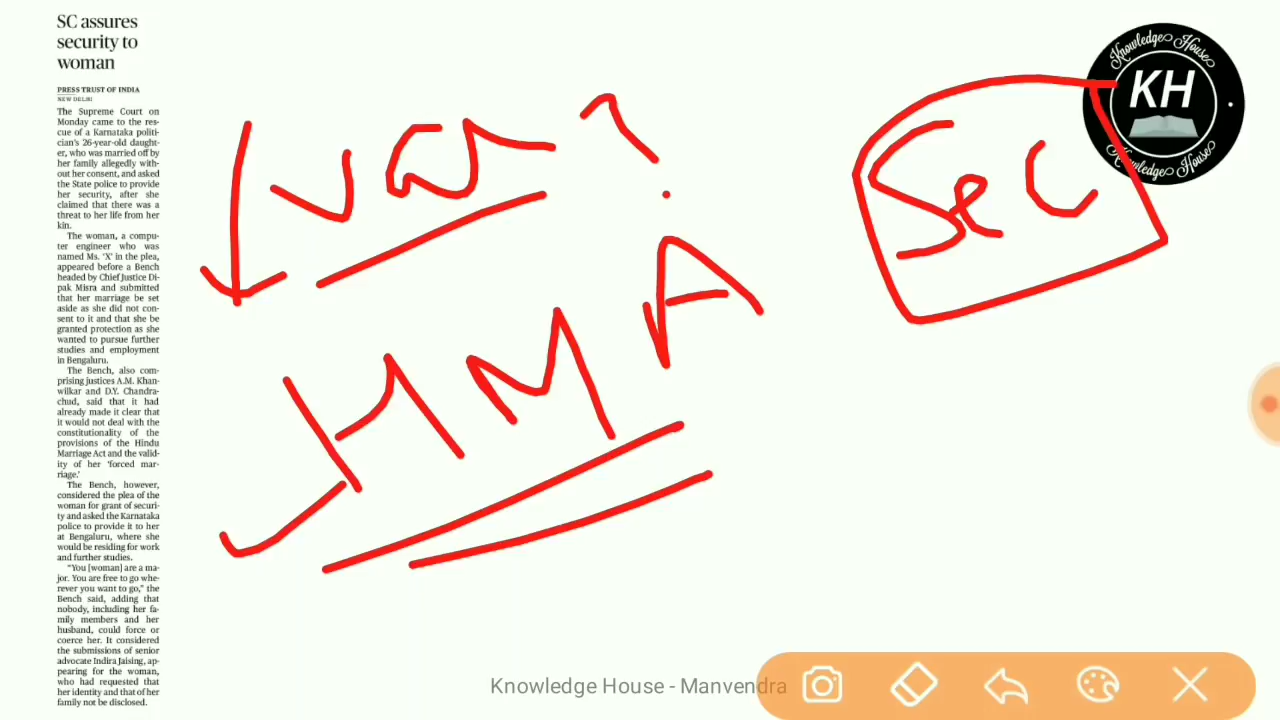 SC assures
security to
woman
PRESS TRUST OF INDIA
NEW DELHI
The Supreme Court on
Monday came to the res-
cue of a Karnataka politi-
cian's 26-year-old daught-
er, who was married off by
her family allegedly with-
out her consent, and asked
the State police to provide
her security, after she
claimed that there was a
threat to her life from her
kin.
The woman, a compu-
ter engineer who was
named Ms. 'X' in the plea,
appeared before a Bench
headed by Chief Justice Di-
pak Misra and submitted
that her marriage be set
aside as she did not con-
sent to it and that she be
granted protection as she
wanted to pursue further
studies and employment
in Bengaluru.
The Bench, also com-
prising justices A.M. Khan-
wilkar and D.Y. Chandra-
chud, said that it had
already made it clear that
it would not deal with the
constitutionality of the
provisions of the Hindu
Marriage Act and the valid-
ity of her 'forced mar-
riage.'
The Bench, however,
considered the plea of the
woman for grant of securi-
ty and asked the Karnataka
police to provide it to her
at Bengaluru, where she
would be residing for work
and further studies.
"You [woman] are a ma-
jor. You are free to go whe-
rever you want to go," the
Bench said, adding that
nobody, including her fa-
mily members and her
husband, could force or
coerce her. It considered
the submissions of senior
advocate Indira Jaising, ap-
pearing for the woman,
who had requested that
her identity and that of her
family not be disclosed.
HMA
Sec
Knowledge House
KH
Knowledge House
Knowledge House - Manvendra